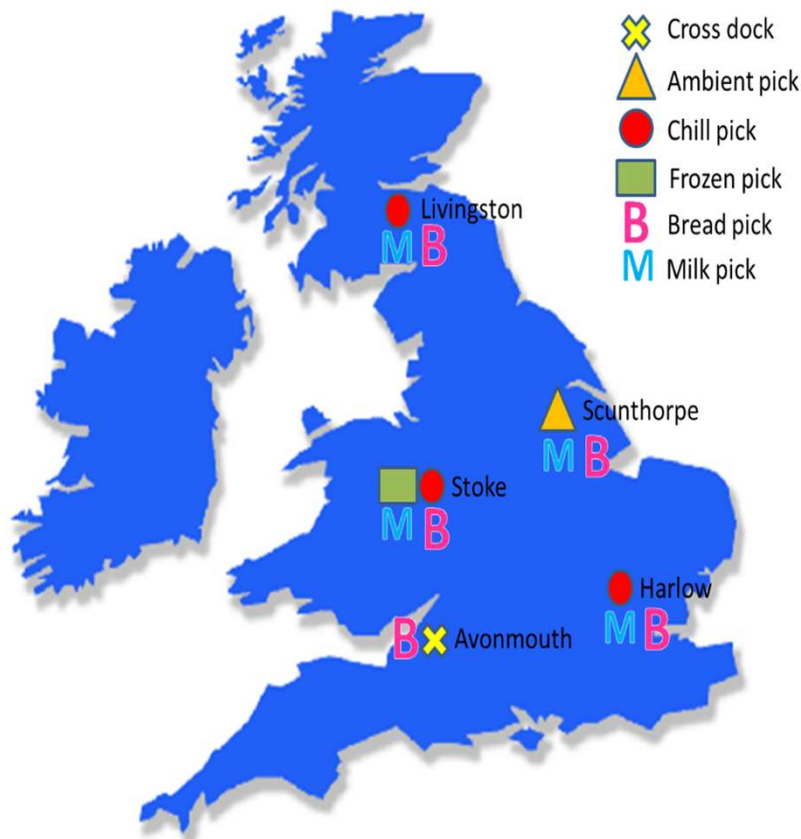 Cross dock
Ambient pick
Chill pick
Frozen pick
B Bread pick
M Milk pick
Livingston
M B
Scunthorpe
M B
Stoke
M B
Harlow
M B
B Avonmouth